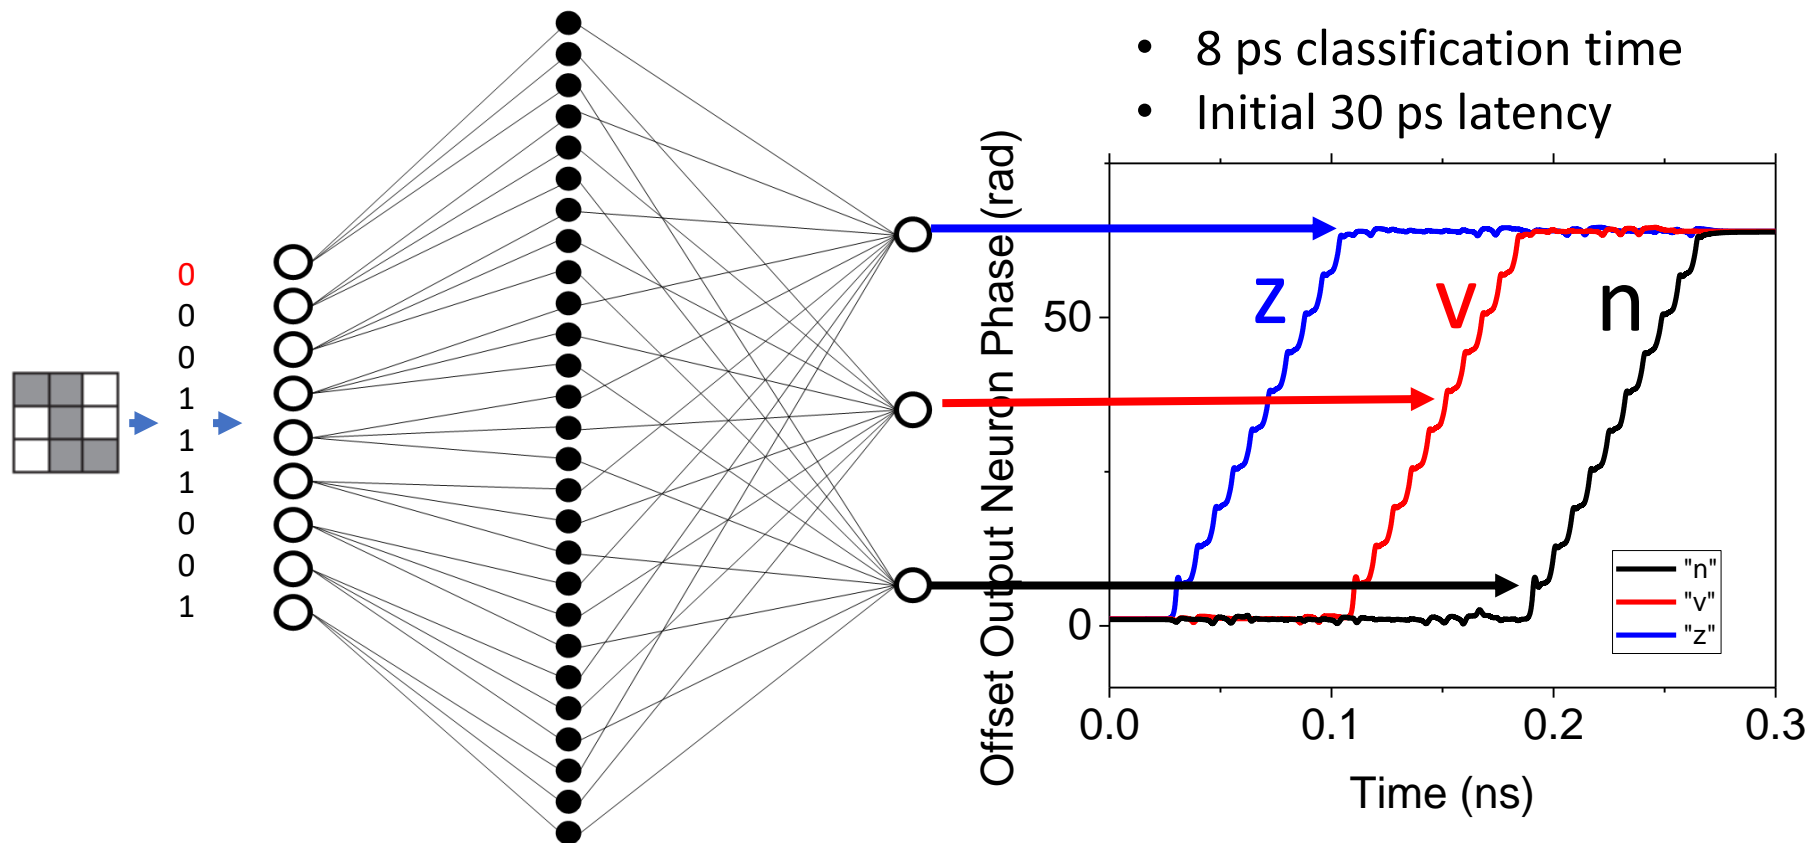 • 8 ps classification time
• Initial 30 ps latency
0
0
0
1
1
1
0
0
1
Offset Output Neuron Phase (rad)
50
0
z
v
n
"n"
"v"
"z"
0.0
0.1
0.2
0.3
Time (ns)